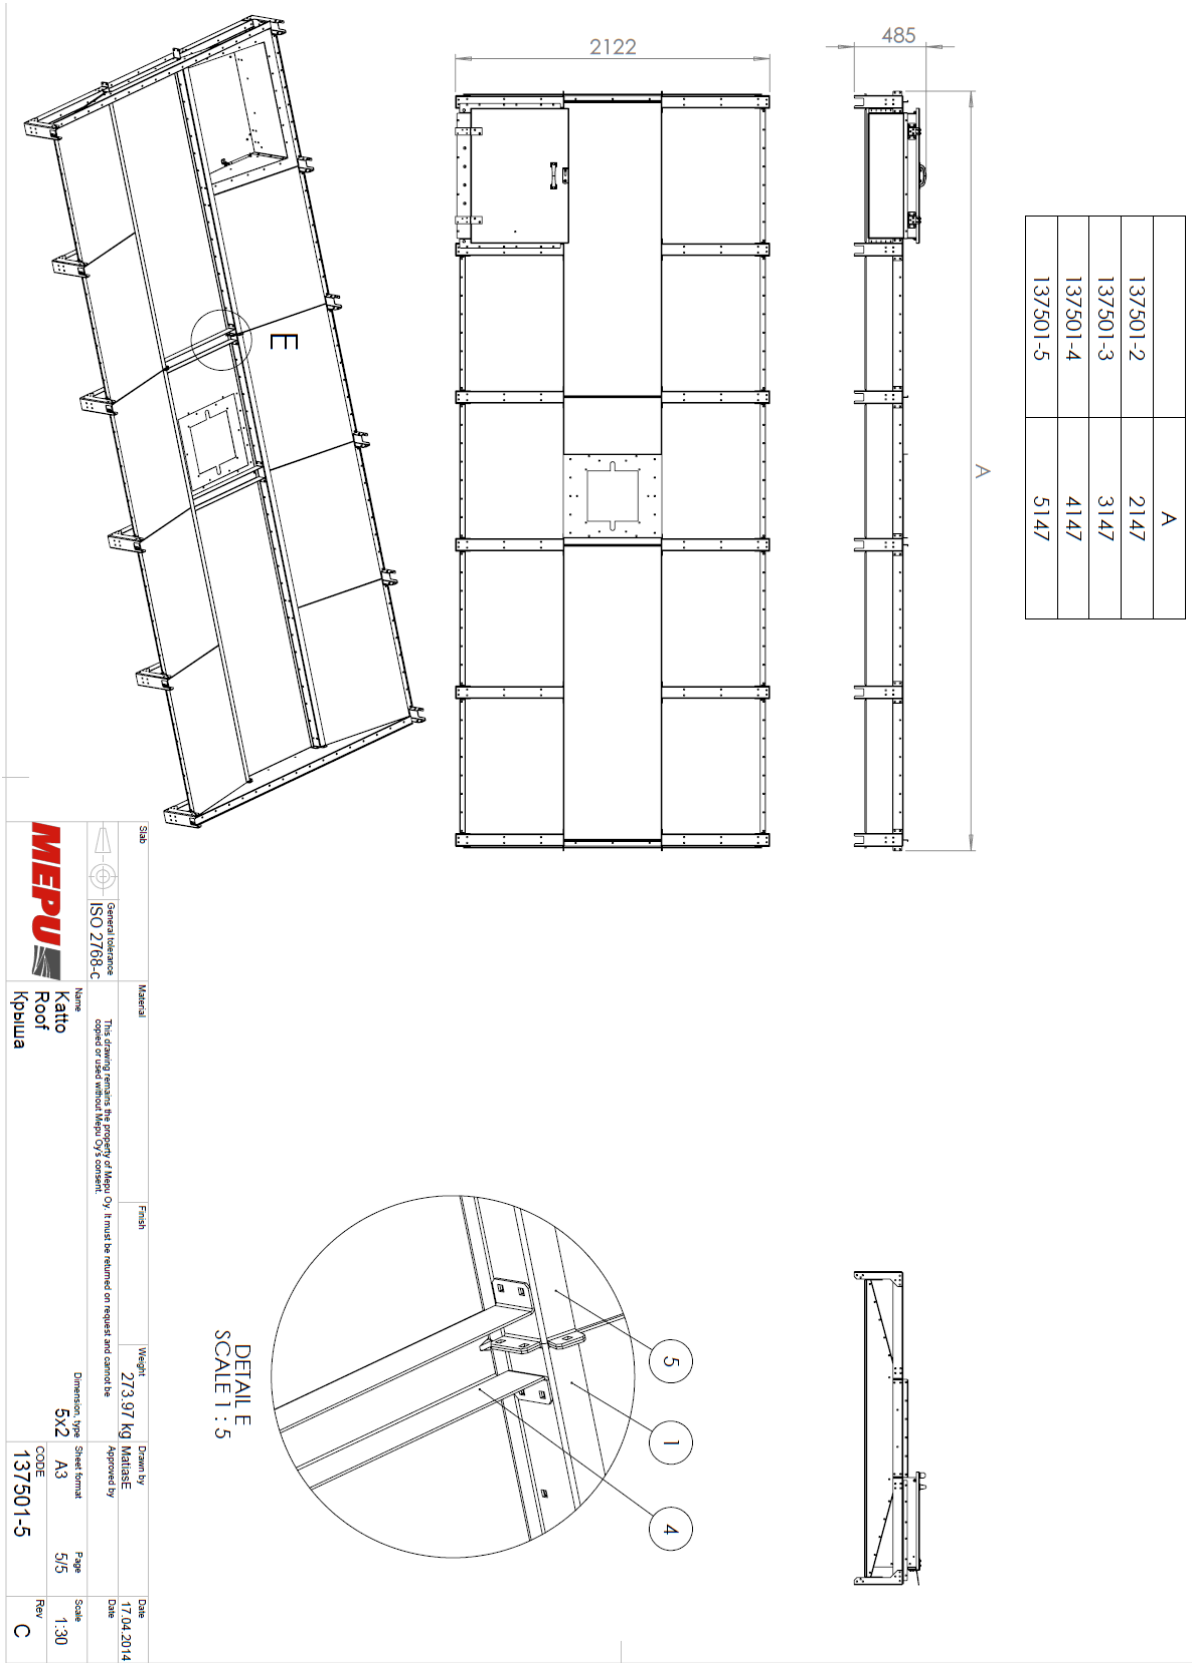 A
137501-2 2147
137501-3 3147
137501-4 4147
137501-5 5147
2122
485
A
E
5
1
4
DETAIL E
SCALE 1 : 5
Slab
Material
Finish
Weight
273.97 kg
Drawn by
MatiasE
Date
17.04.2014
General tolerance
ISO 2768-c
This drawing remains the property of Mepu Oy. It must be returned on request and cannot be
copied or used without Mepu Oy's consent.
Approved by
Date
MEPU
Name
Katto
Roof
Крыша
Dimension, type
5x2
Sheet format
A3
Page
5/5
Scale
1:30
CODE
137501-5
Rev
C